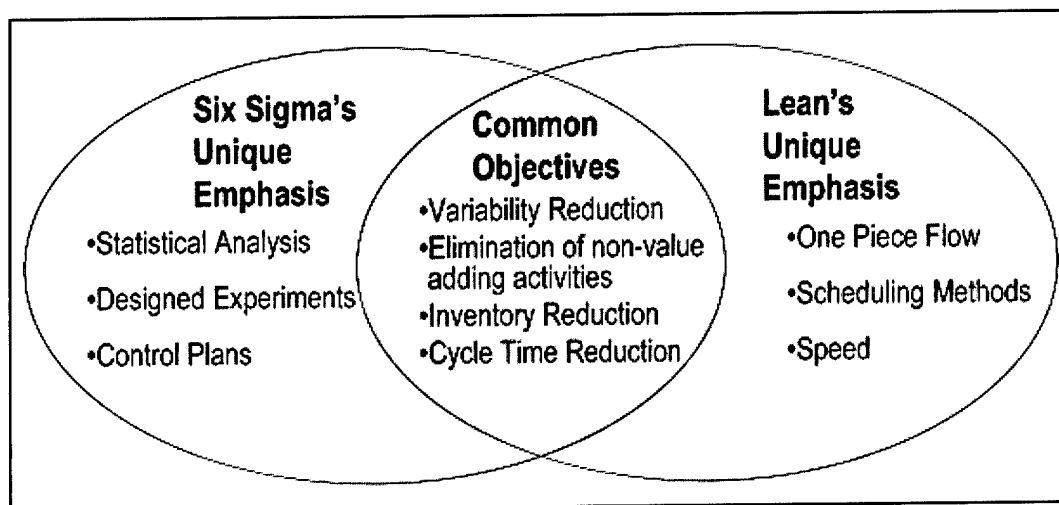 Six Sigma's
Unique
Emphasis
•Statistical Analysis
•Designed Experiments
•Control Plans
Common
Objectives
•Variability Reduction
•Elimination of non-value
adding activities
•Inventory Reduction
•Cycle Time Reduction
Lean's
Unique
Emphasis
•One Piece Flow
•Scheduling Methods
•Speed